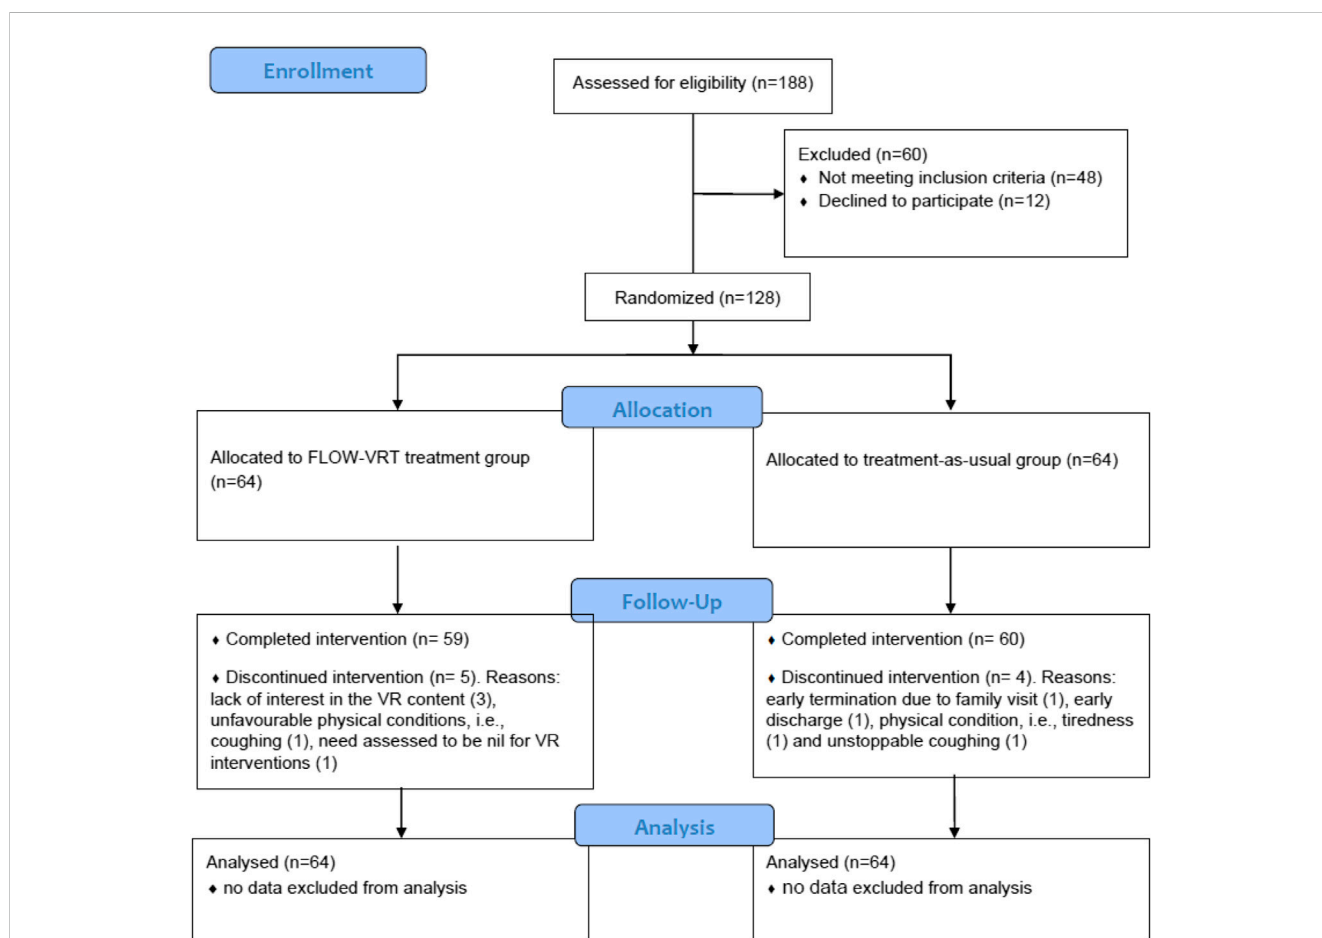 Enrollment
Assessed for eligibility (n=188)
Excluded (n=60)
♦ Not meeting inclusion criteria (n=48)
♦ Declined to participate (n=12)
Randomized (n=128)
Allocation
Allocated to FLOW-VRT treatment group
(n=64)
Allocated to treatment-as-usual group (n=64)
Follow-Up
♦ Completed intervention (n= 59)
♦ Discontinued intervention (n= 5). Reasons:
lack of interest in the VR content (3),
unfavourable physical conditions, i.e.,
coughing (1), need assessed to be nil for VR
interventions (1)
♦ Completed intervention (n= 60)
♦ Discontinued intervention (n= 4). Reasons:
early termination due to family visit (1), early
discharge (1), physical condition, i.e., tiredness
(1) and unstoppable coughing (1)
Analysis
Analysed (n=64)
♦ no data excluded from analysis
Analysed (n=64)
♦ no data excluded from analysis